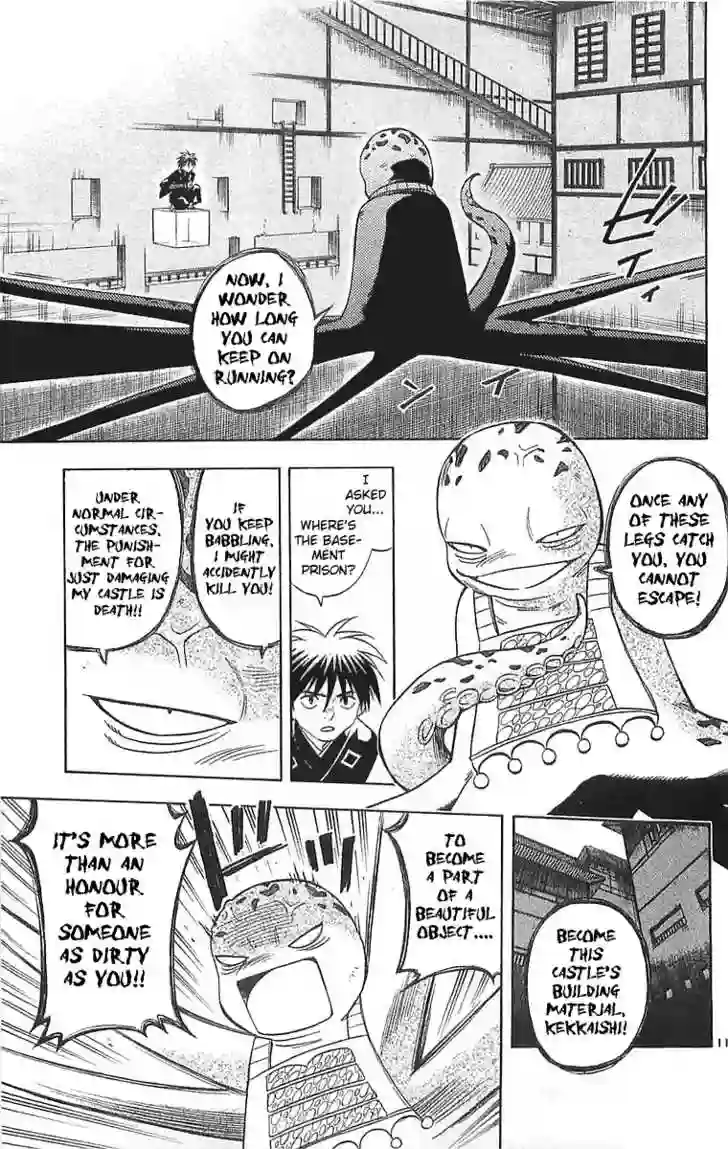 NOW, I
WONDER
HOW LONG
YOU CAN
KEEP ON
RUNNING?
ビ
ン
ONCE ANY
OF THESE
LEGS CATCH
YOU, YOU
CANNOT
ESCAPE!
I
ASKED
YOU...
WHERE'S
THE BASE-
MENT
PRISON?
IF
YOU KEEP
BABBLING,
I MIGHT
ACCIDENTLY
KILL YOU!
UNDER
NORMAL CIR-
CUMSTANCES,
THE PUNISH-
MENT FOR
JUST DAMAGING
MY CASTLE IS
DEATH!!
BECOME
THIS
CASTLE'S
BUILDING
MATERIAL,
KEKKAISHI!
TO
BECOME
A PART
OF A
BEAUTIFUL
OBJECT....
IT'S MORE
THAN AN
HONOUR
FOR
SOMEONE
AS DIRTY
AS YOU!!
11